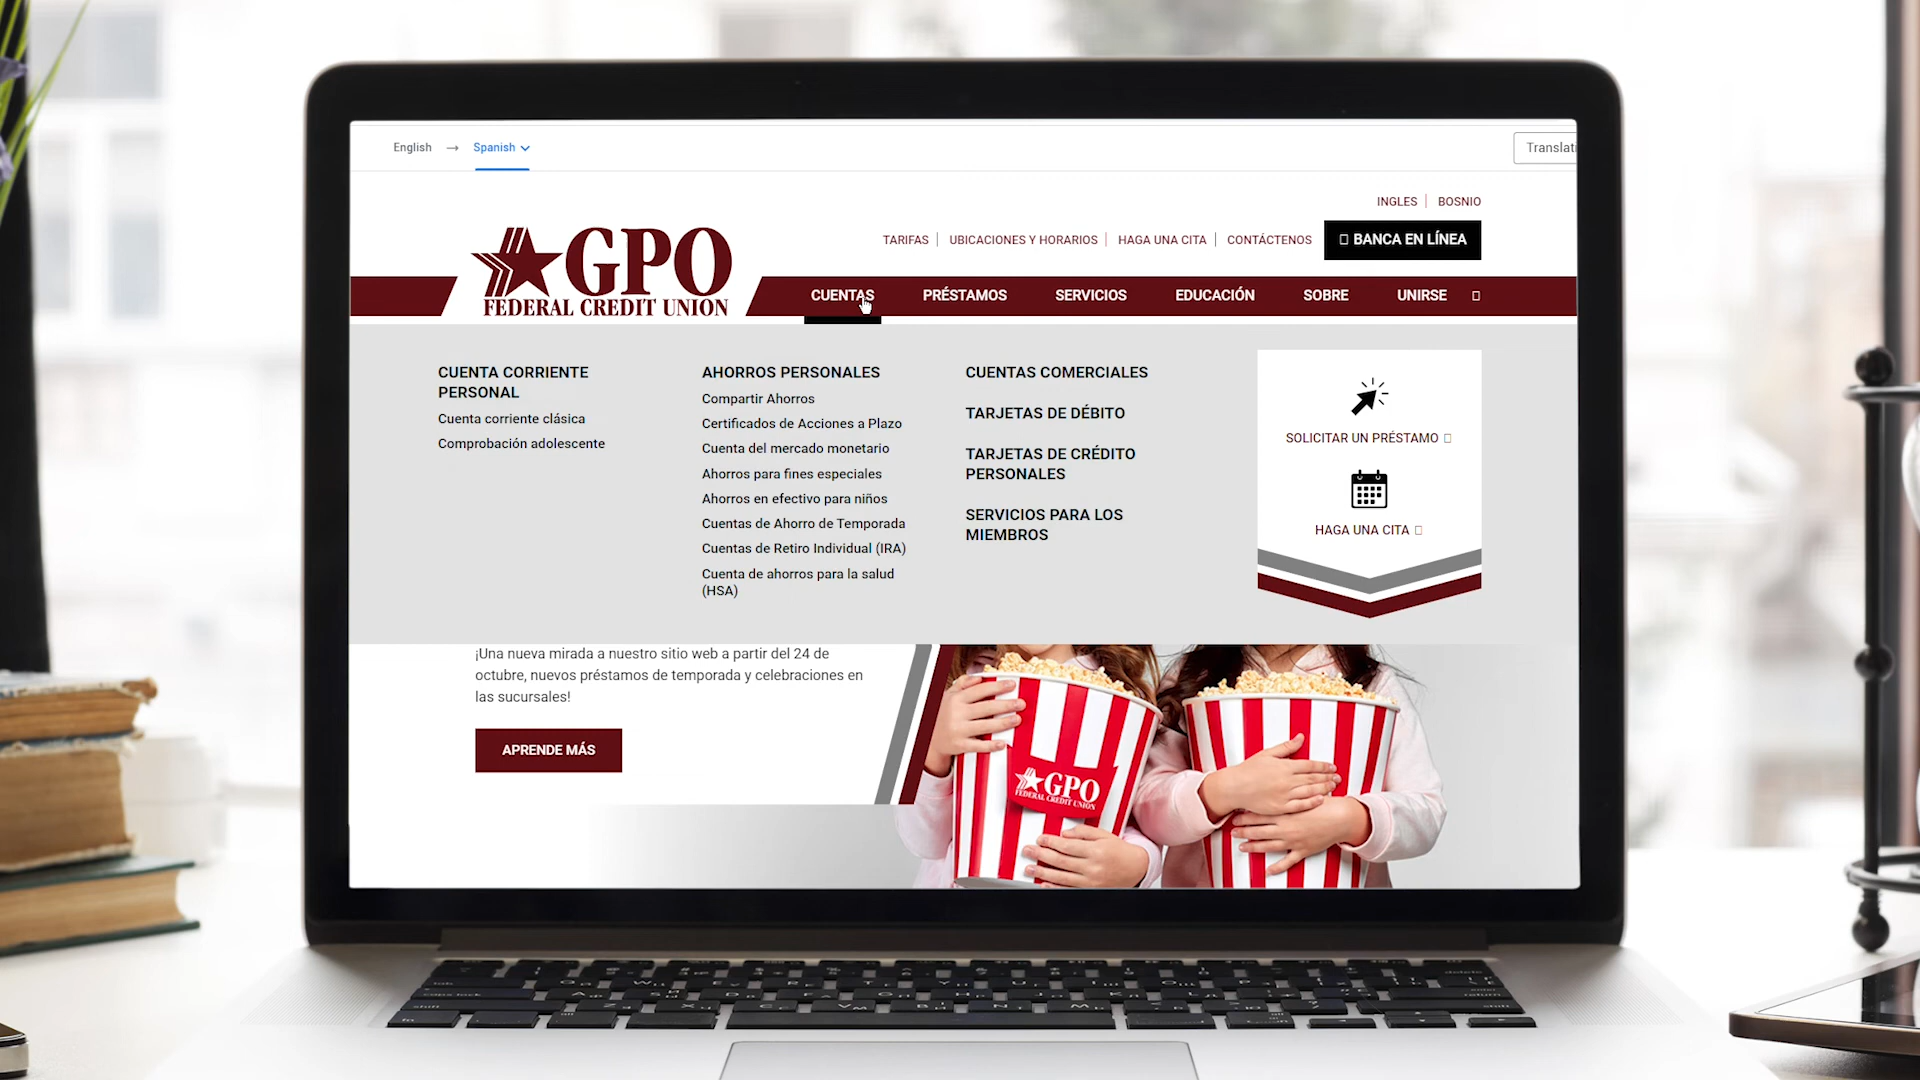 English → Spanish
Translati
INGLES | BOSNIO
TARIFAS | UBICACIONES Y HORARIOS | HAGA UNA CITA | CONTÁCTENOS
BANCA EN LÍNEA
GPO
FEDERAL CREDIT UNION
CUENTAS PRÉSTAMOS SERVICIOS EDUCACIÓN SOBRE UNIRSE
CUENTA CORRIENTE
PERSONAL
Cuenta corriente clásica
Comprobación adolescente
AHORROS PERSONALES
Compartir Ahorros
Certificados de Acciones a Plazo
Cuenta del mercado monetario
Ahorros para fines especiales
Ahorros en efectivo para niños
Cuentas de Ahorro de Temporada
Cuentas de Retiro Individual (IRA)
Cuenta de ahorros para la salud
(HSA)
CUENTAS COMERCIALES
TARJETAS DE DÉBITO
TARJETAS DE CRÉDITO
PERSONALES
SERVICIOS PARA LOS
MIEMBROS
SOLICITAR UN PRÉSTAMO
HAGA UNA CITA
¡Una nueva mirada a nuestro sitio web a partir del 24 de
octubre, nuevos préstamos de temporada y celebraciones en
las sucursales!
APRENDE MÁS
GPO
FEDERAL CREDIT UNION